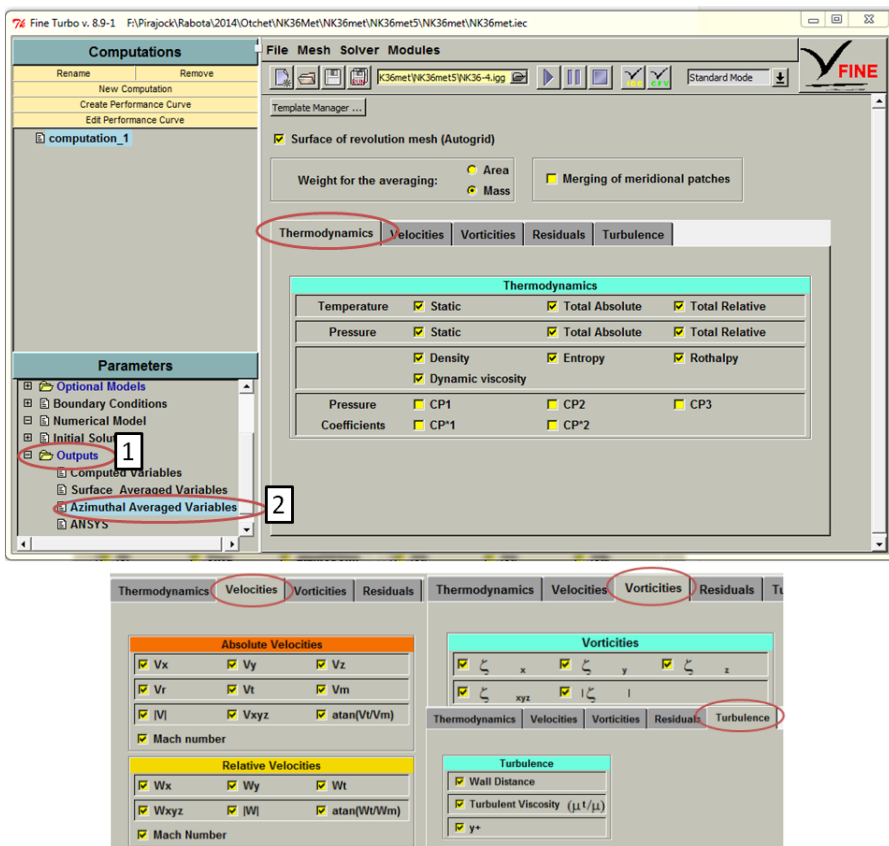 Fine Turbo v. 8.9-1 F:\Pirajock\Rabota\2014\Otchet\NK36Met\NK36met\NK36met5\NK36met\NK36met.iec
Computations
Rename Remove
New Computation
Create Performance Curve
Edit Performance Curve
computation_1
File Mesh Solver Modules
K36met\NK36met5\NK36-4.igg
Standard Mode
FINE
Template Manager ...
Surface of revolution mesh (Autogrid)
Weight for the averaging:
Area
Mass
Merging of meridional patches
Thermodynamics Velocities Vorticities Residuals Turbulence
Thermodynamics
Temperature Static Total Absolute Total Relative
Pressure Static Total Absolute Total Relative
Density Entropy Rothalpy
Dynamic viscosity
Pressure CP1 CP2 CP3
Coefficients CP*1 CP*2
Parameters
Optional Models
Boundary Conditions
Numerical Model
Initial Solut
Outputs
1
Computed Variables
Surface Averaged Variables
Azimuthal Averaged Variables
2
ANSYS
Thermodynamics Velocities Vorticities Residuals
Absolute Velocities
Vx Vy Vz
Vr Vt Vm
|V| Vxyz atan(Vt/Vm)
Mach number
Relative Velocities
Wx Wy Wt
Wxyz |W| atan(Wt/Wm)
Mach Number
Thermodynamics Velocities Vorticities Residuals Tu
Vorticities
ζ x ζ y ζ z
ζ xyz |ζ |
Thermodynamics Velocities Vorticities Residuals Turbulence
Turbulence
Wall Distance
Turbulent Viscosity (μt/μ)
y+